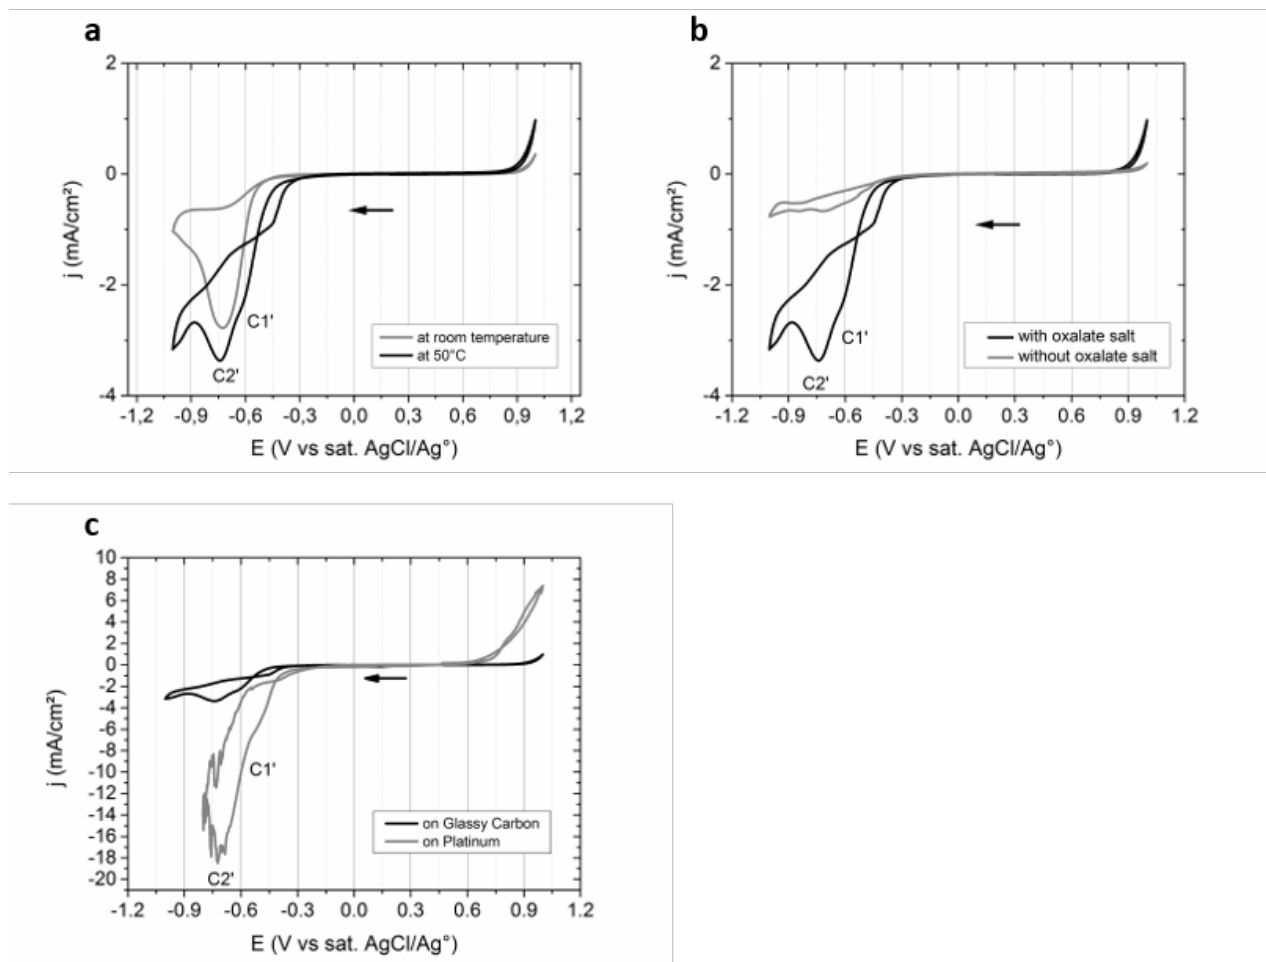 a
2
0
-2
-4
j (mA/cm²)
C1'
C2'
at room temperature
at 50°C
-1,2 -0,9 -0,6 -0,3 0,0 0,3 0,6 0,9 1,2
E (V vs sat. AgCl/Ag°)
b
2
0
-2
-4
j (mA/cm²)
C1'
C2'
with oxalate salt
without oxalate salt
-1.2 -0.9 -0.6 -0.3 0.0 0.3 0.6 0.9 1.2
E (V vs sat. AgCl/Ag°)
c
10
8
6
4
2
0
-2
-4
-6
-8
-10
-12
-14
-16
-18
-20
j (mA/cm²)
C1'
C2'
on Glassy Carbon
on Platinum
-1.2 -0.9 -0.6 -0.3 0.0 0.3 0.6 0.9 1.2
E (V vs sat. AgCl/Ag°)